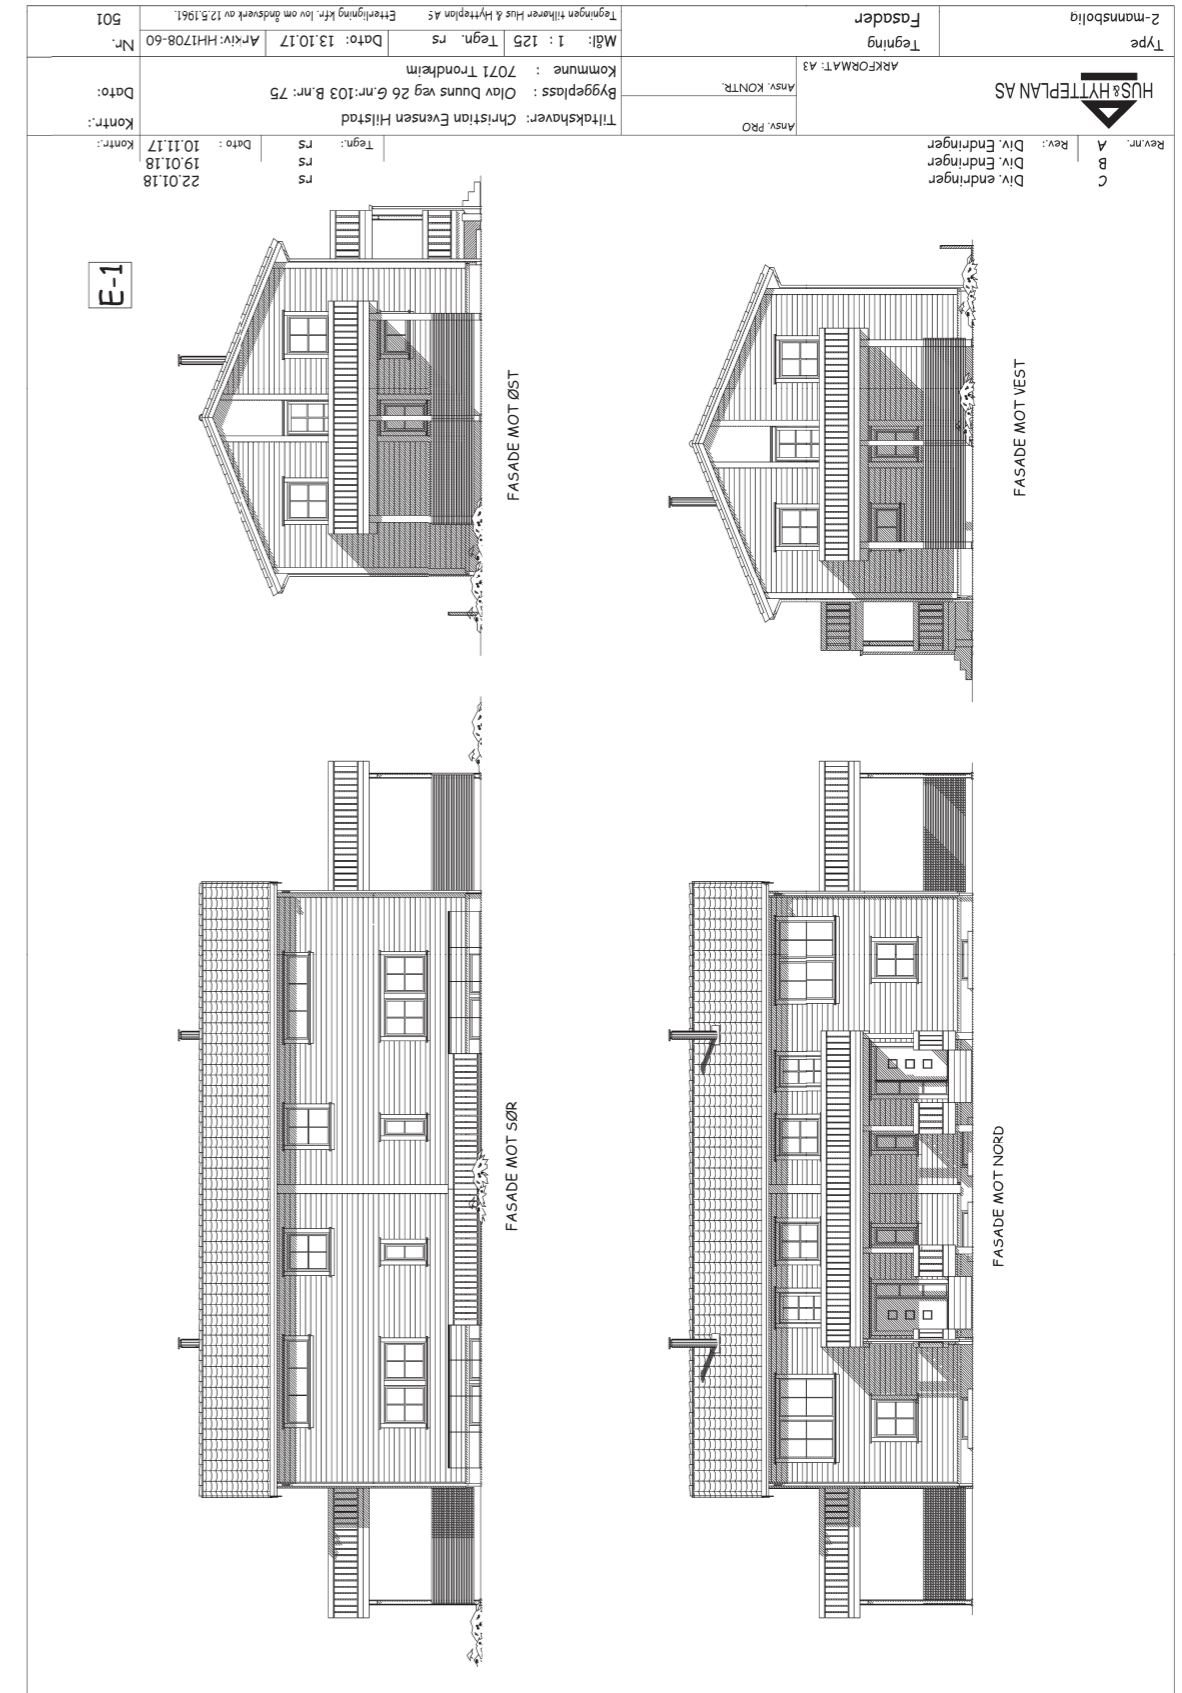 E-1
FASADE MOT ØST
FASADE MOT VEST
FASADE MOT SØR
FASADE MOT NORD
C Div. endringer rs 22.01.18
B Div. Endringer rs 19.01.18
Rev.nr. A Rev.: Div. Endringer Tegn.: rs Dato : 10.11.17 Kontr.:
HUS & HYTTEPLAN AS
ARKFORMAT: A3
Ansv. PRO
Ansv. KONTR.
Tiltakshaver: Christian Evensen Hilstad
Byggeplass : Olav Duuns veg 26 G.nr:103 B.nr: 75
Kommune : 7071 Trondheim
Kontr.:
Dato:
Type
2-mannsbolig
Tegning
Fasader
Mål: 1 : 125 Tegn. rs Dato: 13.10.17 Arkiv: HH1708-60
Tegningen tilhører Hus & Hytteplan AS Etterligning kfr. lov om åndsverk av 12.5.1961.
Nr.
501